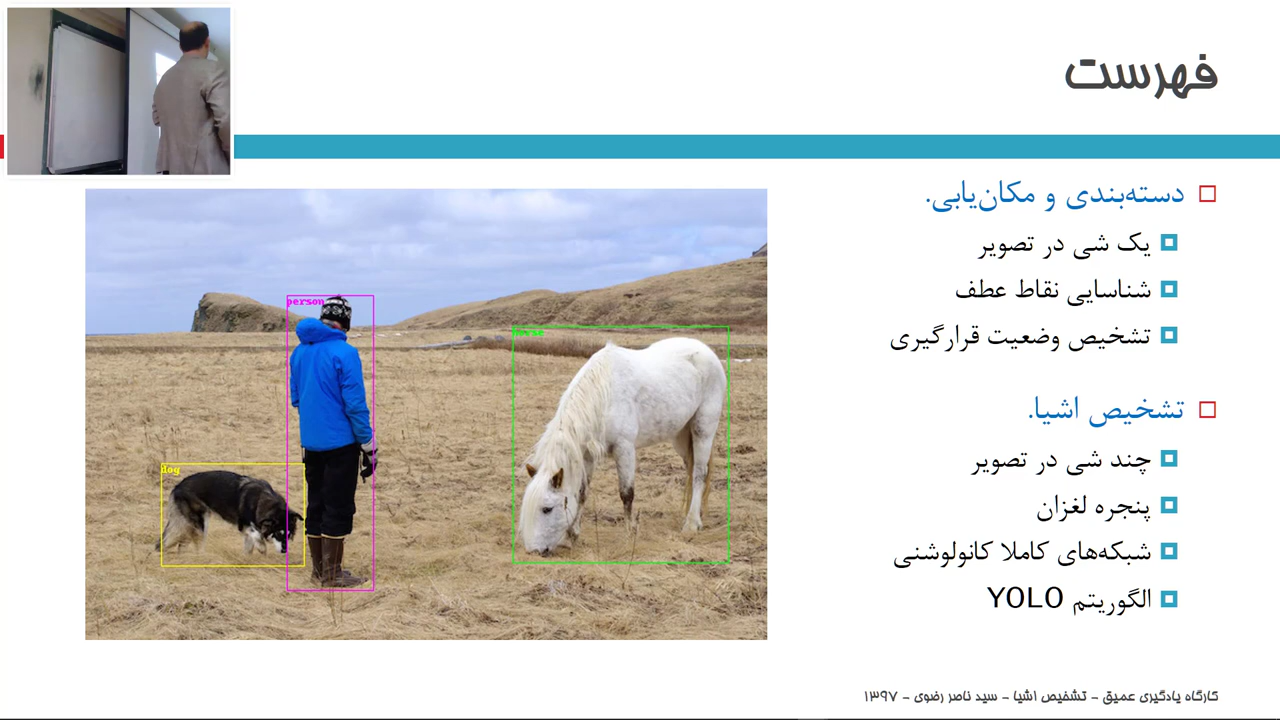 فهرست
دسته‌بندی و مکان‌یابی.
یک شی در تصویر
شناسایی نقاط عطف
تشخیص وضعیت قرارگیری
تشخیص اشیا.
چند شی در تصویر
پنجره لغزان
شبکه‌های کاملا کانولوشنی
الگوریتم YOLO
person
horse
dog
کارگاه یادگیری عمیق - تشخیص اشیا - سید ناصر رضوی - ۱۳۹۷